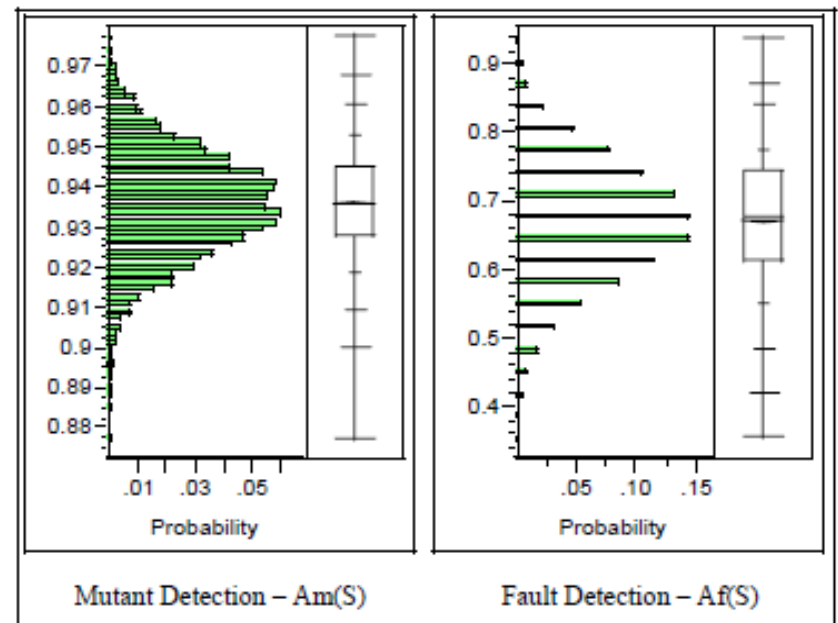 0.97
0.96
0.95
0.94
0.93
0.92
0.91
0.9
0.89
0.88
.01 .03 .05
Probability
Mutant Detection – Am(S)
0.9
0.8
0.7
0.6
0.5
0.4
.05 .10 .15
Probability
Fault Detection – Af(S)